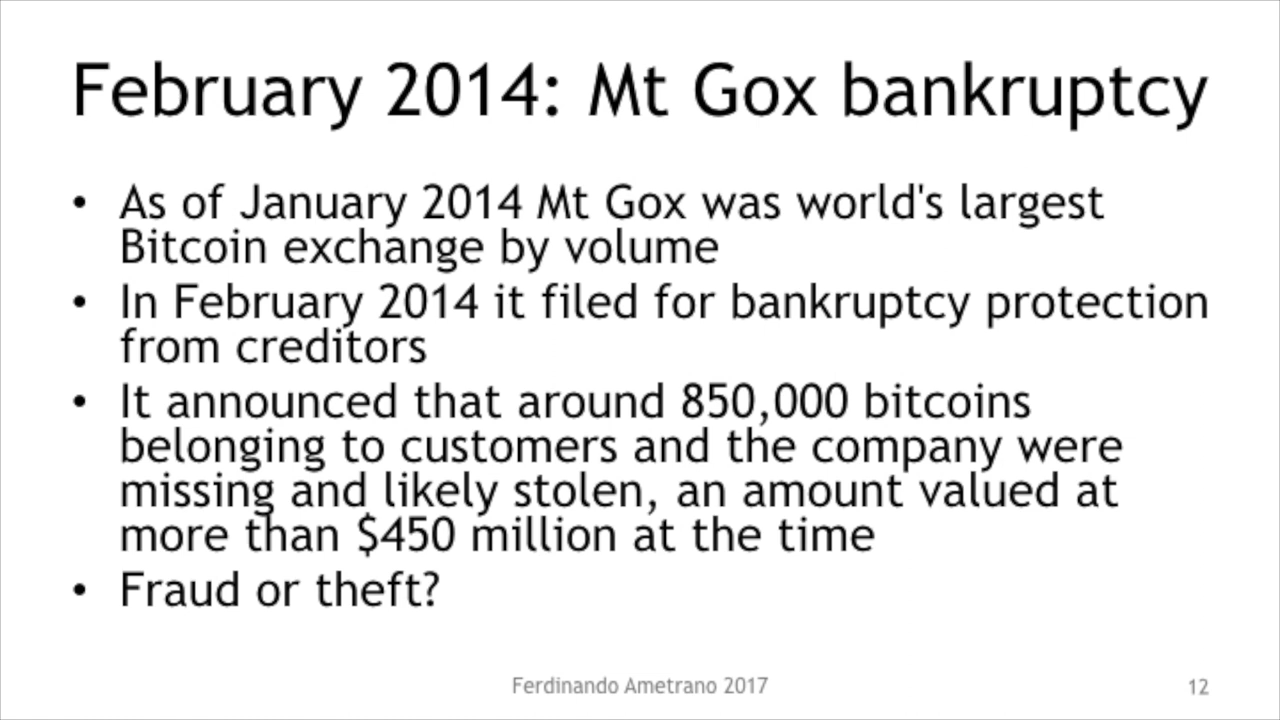 February 2014: Mt Gox bankruptcy
• As of January 2014 Mt Gox was world's largest
Bitcoin exchange by volume
• In February 2014 it filed for bankruptcy protection
from creditors
• It announced that around 850,000 bitcoins
belonging to customers and the company were
missing and likely stolen, an amount valued at
more than $450 million at the time
• Fraud or theft?
Ferdinando Ametrano 2017
12